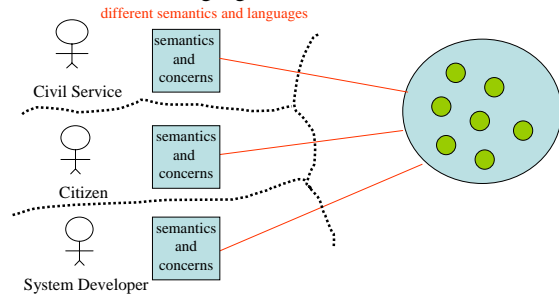 different semantics and languages
semantics
and
concerns
Civil Service
semantics
and
concerns
Citizen
semantics
and
concerns
System Developer